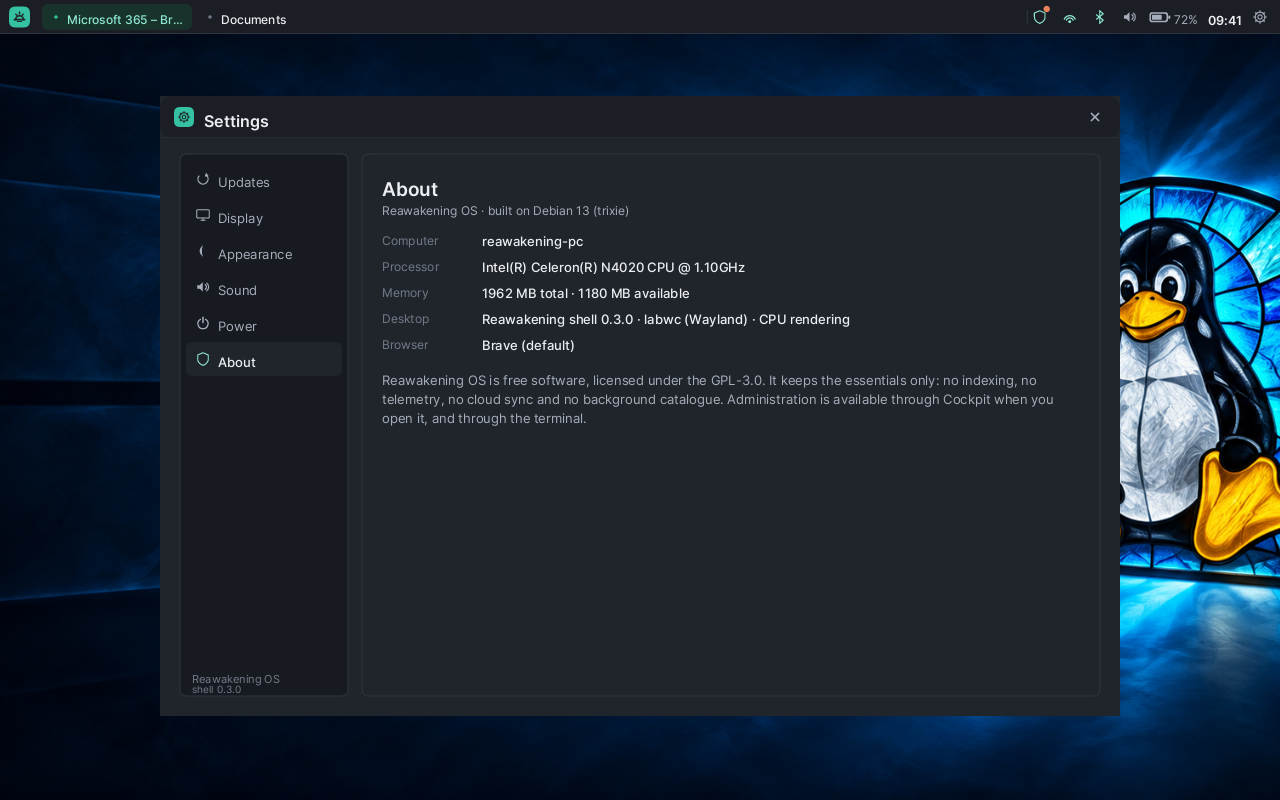 Microsoft 365 – Br...
Documents
72%
09:41
Settings
Updates
Display
Appearance
Sound
Power
About
Reawakening OS
shell 0.3.0
About
Reawakening OS · built on Debian 13 (trixie)
Computer reawakening-pc
Processor Intel(R) Celeron(R) N4020 CPU @ 1.10GHz
Memory 1962 MB total · 1180 MB available
Desktop Reawakening shell 0.3.0 · labwc (Wayland) · CPU rendering
Browser Brave (default)
Reawakening OS is free software, licensed under the GPL-3.0. It keeps the essentials only: no indexing, no
telemetry, no cloud sync and no background catalogue. Administration is available through Cockpit when you
open it, and through the terminal.